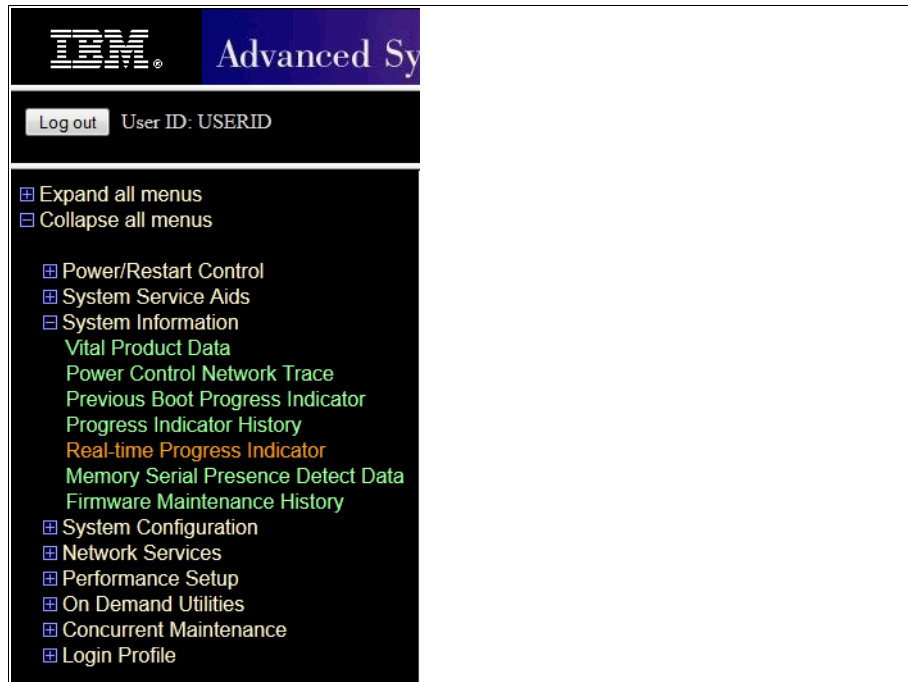 IBM® Advanced Sy
Log out User ID: USERID
Expand all menus
Collapse all menus
Power/Restart Control
System Service Aids
System Information
Vital Product Data
Power Control Network Trace
Previous Boot Progress Indicator
Progress Indicator History
Real-time Progress Indicator
Memory Serial Presence Detect Data
Firmware Maintenance History
System Configuration
Network Services
Performance Setup
On Demand Utilities
Concurrent Maintenance
Login Profile